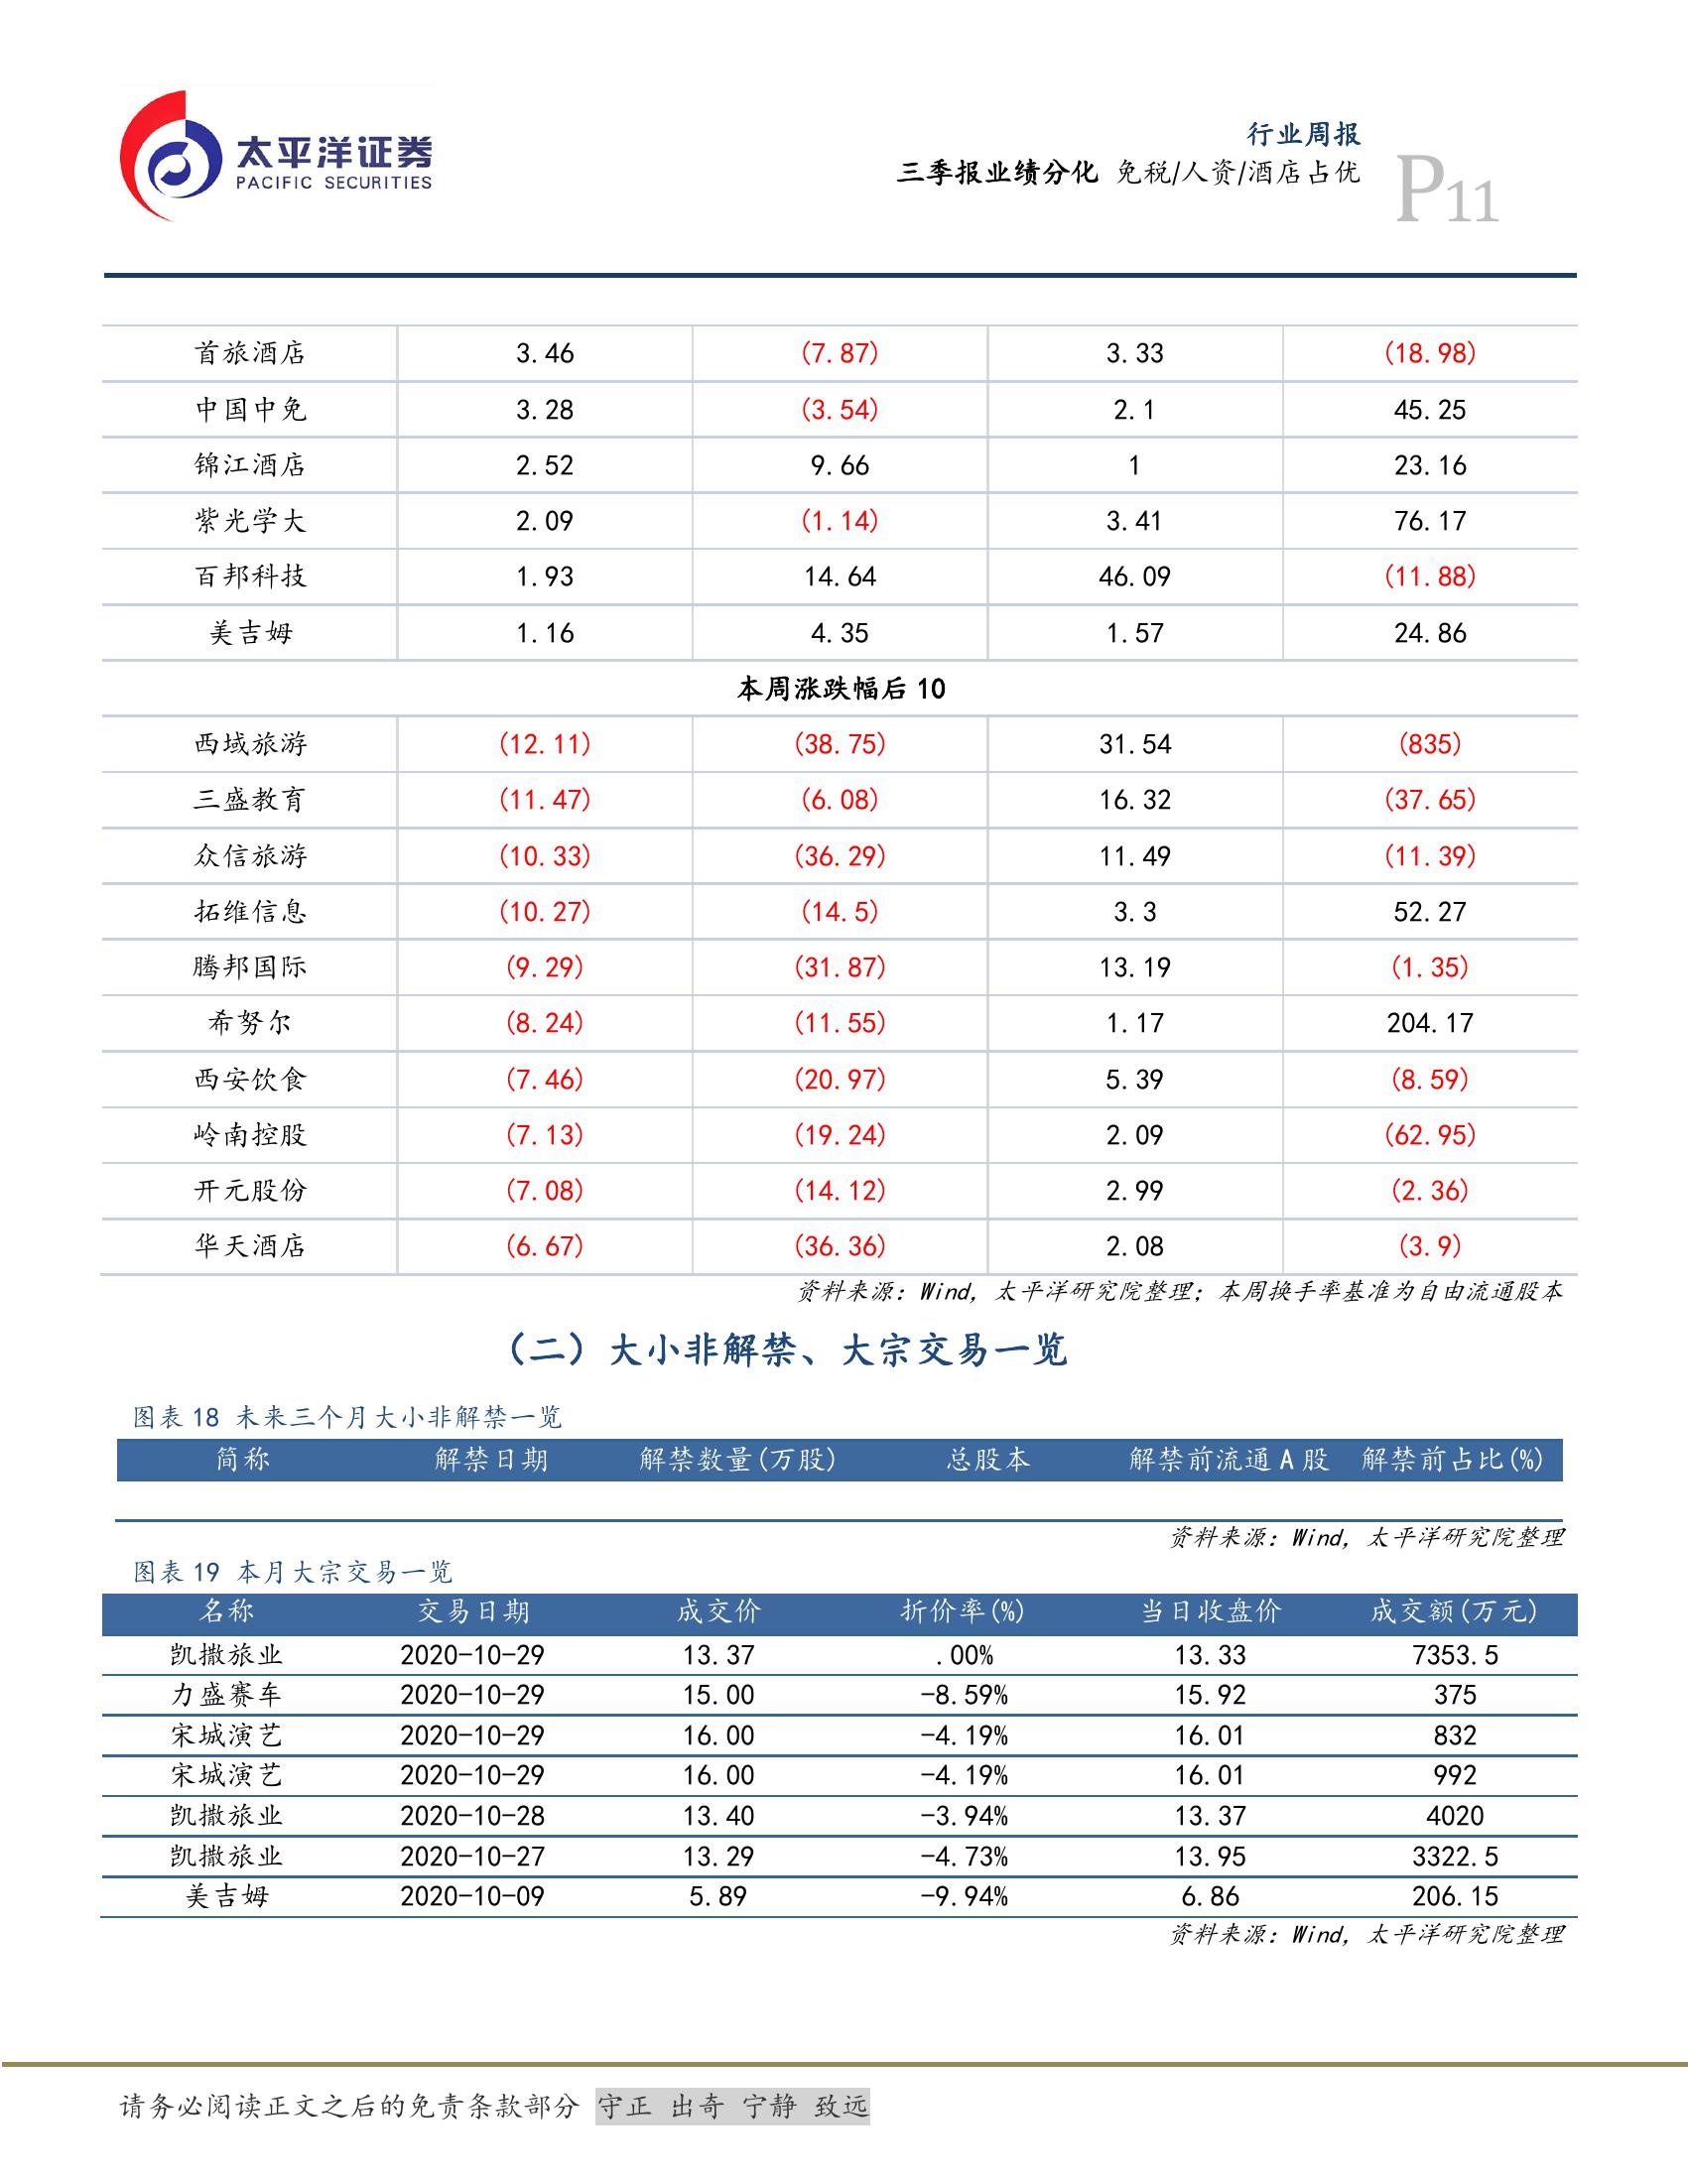 太平洋证券
PACIFIC SECURITIES
行业周报
三季报业绩分化 免税/人资/酒店占优
P11
首旅酒店 3.46 (7.87) 3.33 (18.98)
中国中免 3.28 (3.54) 2.1 45.25
锦江酒店 2.52 9.66 1 23.16
紫光学大 2.09 (1.14) 3.41 76.17
百邦科技 1.93 14.64 46.09 (11.88)
美吉姆 1.16 4.35 1.57 24.86
本周涨跌幅后 10
西域旅游 (12.11) (38.75) 31.54 (835)
三盛教育 (11.47) (6.08) 16.32 (37.65)
众信旅游 (10.33) (36.29) 11.49 (11.39)
拓维信息 (10.27) (14.5) 3.3 52.27
腾邦国际 (9.29) (31.87) 13.19 (1.35)
希努尔 (8.24) (11.55) 1.17 204.17
西安饮食 (7.46) (20.97) 5.39 (8.59)
岭南控股 (7.13) (19.24) 2.09 (62.95)
开元股份 (7.08) (14.12) 2.99 (2.36)
华天酒店 (6.67) (36.36) 2.08 (3.9)
资料来源：Wind，太平洋研究院整理；本周换手率基准为自由流通股本
（二）大小非解禁、大宗交易一览
图表 18 未来三个月大小非解禁一览
简称 解禁日期 解禁数量(万股) 总股本 解禁前流通 A 股 解禁前占比(%)
资料来源：Wind，太平洋研究院整理
图表 19 本月大宗交易一览
名称 交易日期 成交价 折价率(%) 当日收盘价 成交额(万元)
凯撒旅业 2020-10-29 13.37 .00% 13.33 7353.5
力盛赛车 2020-10-29 15.00 -8.59% 15.92 375
宋城演艺 2020-10-29 16.00 -4.19% 16.01 832
宋城演艺 2020-10-29 16.00 -4.19% 16.01 992
凯撒旅业 2020-10-28 13.40 -3.94% 13.37 4020
凯撒旅业 2020-10-27 13.29 -4.73% 13.95 3322.5
美吉姆 2020-10-09 5.89 -9.94% 6.86 206.15
资料来源：Wind，太平洋研究院整理
请务必阅读正文之后的免责条款部分 守正 出奇 宁静 致远